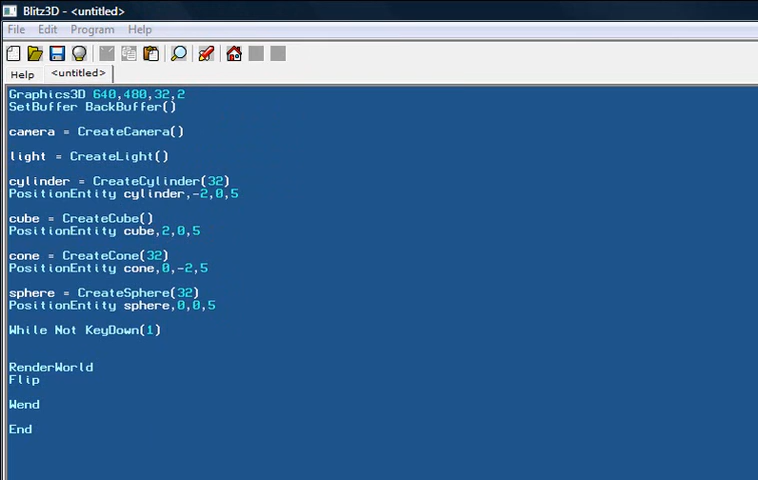 Blitz3D - <untitled>
File Edit Program Help
Help <untitled>
Graphics3D 640,480,32,2
SetBuffer BackBuffer()
camera = CreateCamera()
light = CreateLight()
cylinder = CreateCylinder(32)
PositionEntity cylinder,-2,0,5
cube = CreateCube()
PositionEntity cube,2,0,5
cone = CreateCone(32)
PositionEntity cone,0,-2,5
sphere = CreateSphere(32)
PositionEntity sphere,0,0,5
While Not KeyDown(1)
RenderWorld
Flip
Wend
End